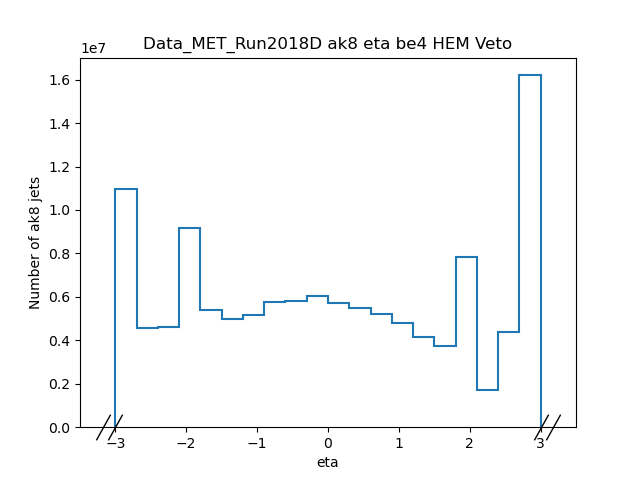 Data_MET_Run2018D ak8 eta be4 HEM Veto
1e7
1.6
1.4
1.2
1.0
0.8
0.6
0.4
0.2
0.0
Number of ak8 jets
−3 −2 −1 0 1 2 3
eta